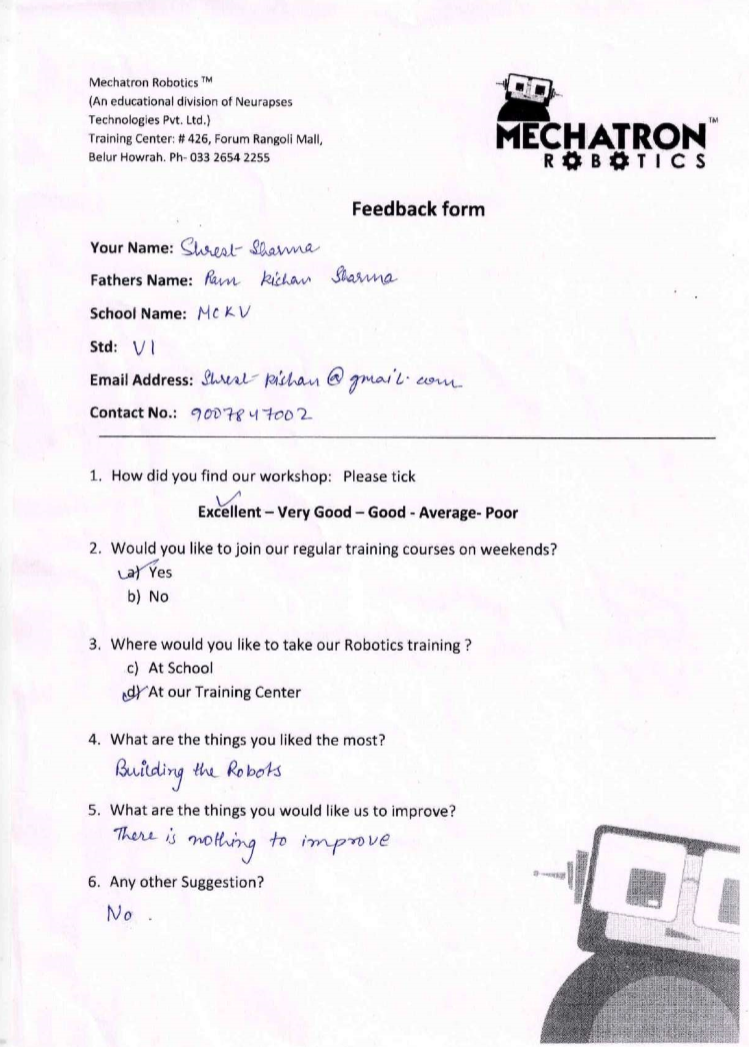 Mechatron Robotics ™
(An educational division of Neurapses
Technologies Pvt. Ltd.)
Training Center: # 426, Forum Rangoli Mall,
Belur Howrah. Ph- 033 2654 2255
MECHATRON ™
ROBOTICS
Feedback form
Your Name: Shrest Sharma
Fathers Name: Ram Kichan Sharma
School Name: MCKV
Std: VI
Email Address: Shrest kishan @ gmail. com
Contact No.: 9007847002
1. How did you find our workshop: Please tick
Excellent – Very Good – Good - Average- Poor
2. Would you like to join our regular training courses on weekends?
a) Yes
b) No
3. Where would you like to take our Robotics training ?
c) At School
d) At our Training Center
4. What are the things you liked the most?
Building the Robots
5. What are the things you would like us to improve?
There is nothing to improve
6. Any other Suggestion?
No .